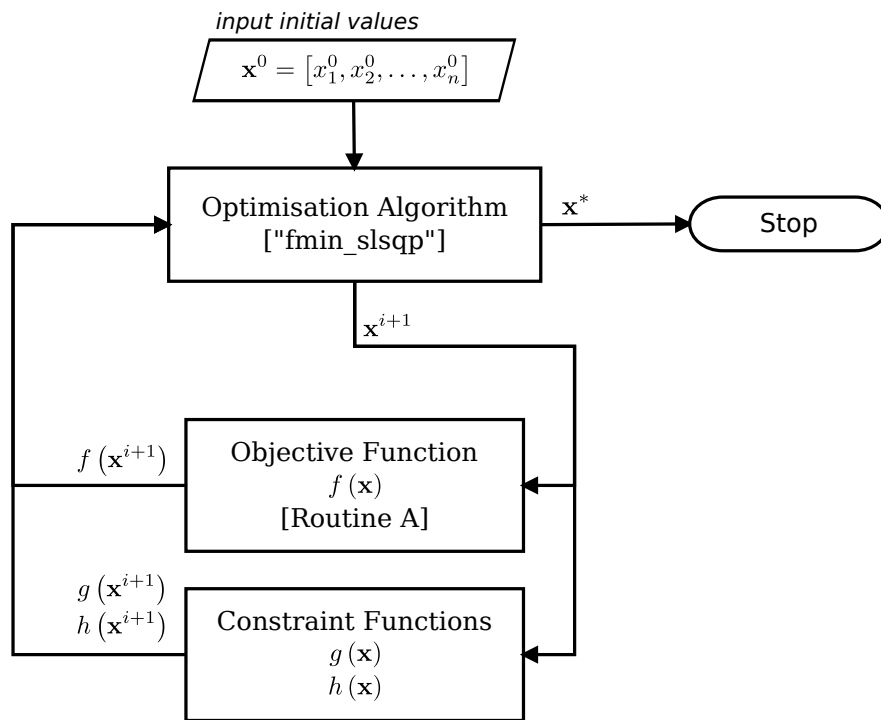 input initial values
𝐱⁰ = [x₁⁰, x₂⁰, . . . , xₙ⁰]
Optimisation Algorithm
["fmin_slsqp"]
𝐱*
Stop
𝐱ⁱ⁺¹
f (𝐱ⁱ⁺¹)
Objective Function
f (𝐱)
[Routine A]
g (𝐱ⁱ⁺¹)
h (𝐱ⁱ⁺¹)
Constraint Functions
g (𝐱)
h (𝐱)